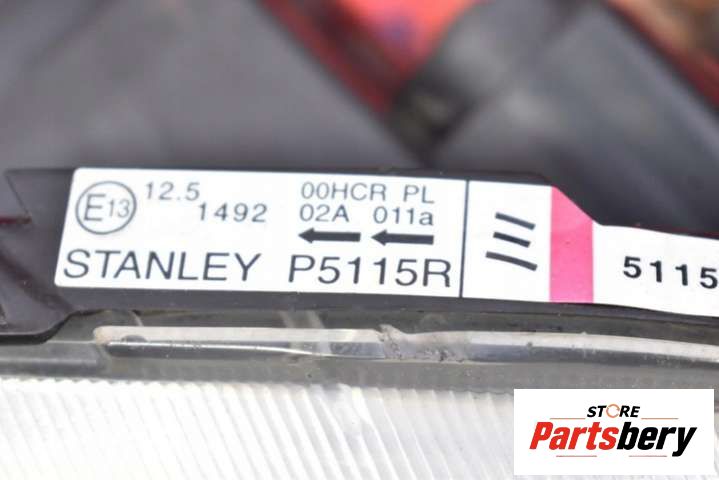 E13 12.5 00HCR PL
1492 02A 011a
STANLEY P5115R
5115
STORE
Partsbery